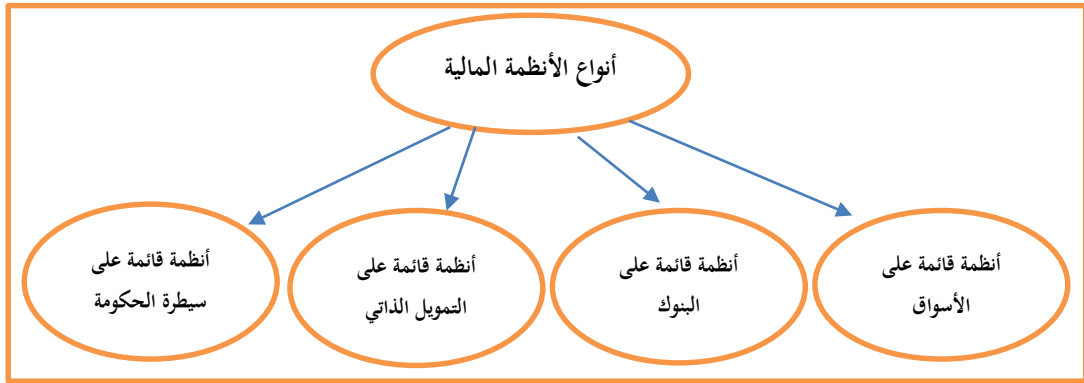 أنواع الأنظمة المالية
أنظمة قائمة على
الأسواق
أنظمة قائمة على
البنوك
أنظمة قائمة على
التمويل الذاتي
أنظمة قائمة على
سيطرة الحكومة